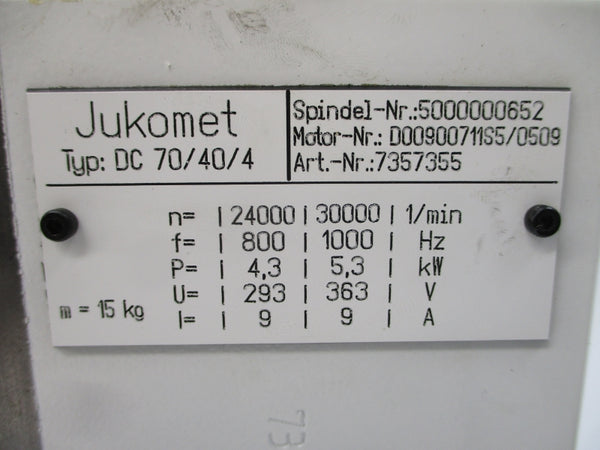 Jukomet
Typ: DC 70/40/4
Spindel-Nr.:5000000652
Motor-Nr.: D00900711S5/0509
Art.-Nr.:7357355
n= | 24000 | 30000 | 1/min
f= | 800 | 1000 | Hz
P= | 4,3 | 5,3 | kW
U= | 293 | 363 | V
m = 15 kg
I= | 9 | 9 | A
73